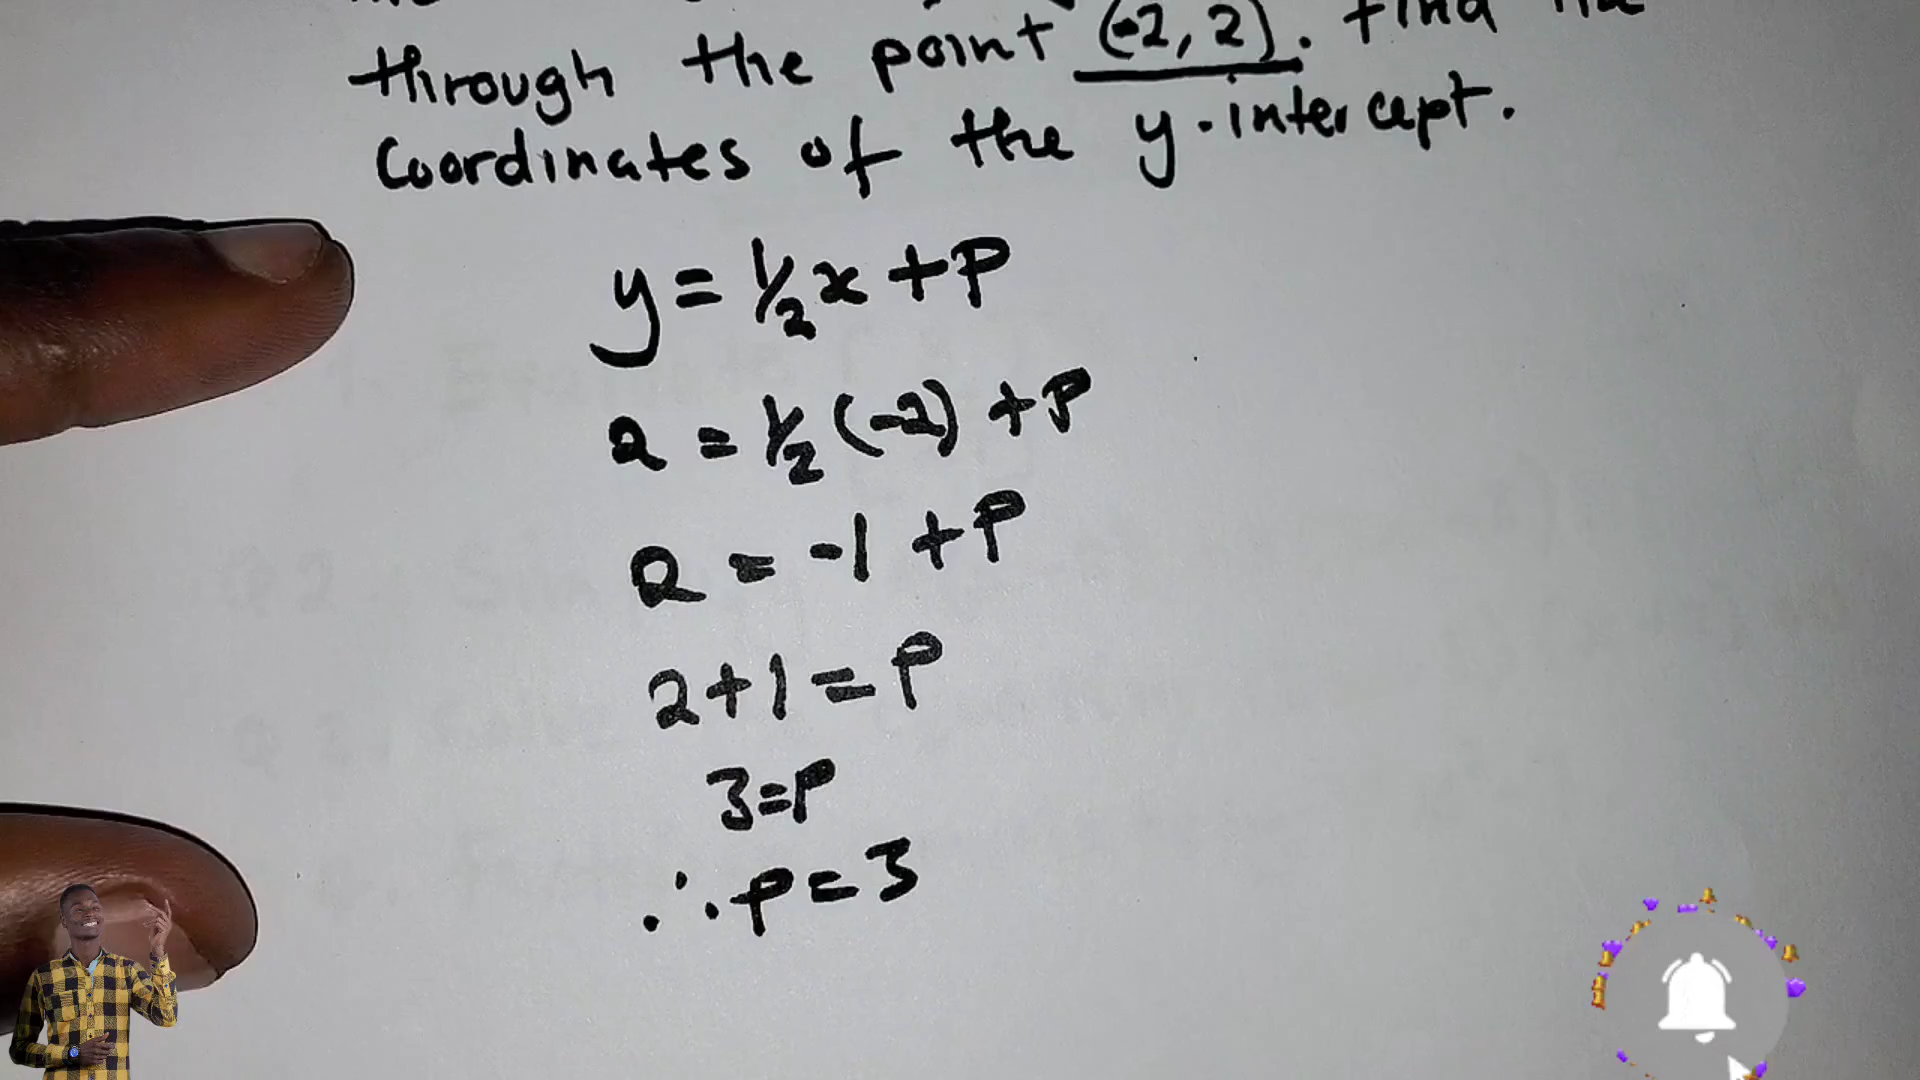 through the point (-2, 2). Find the
Coordinates of the y-intercept.
y = 1/2 x + P
2 = 1/2 (-2) + P
2 = -1 + P
2 + 1 = P
3 = P
∴ P = 3